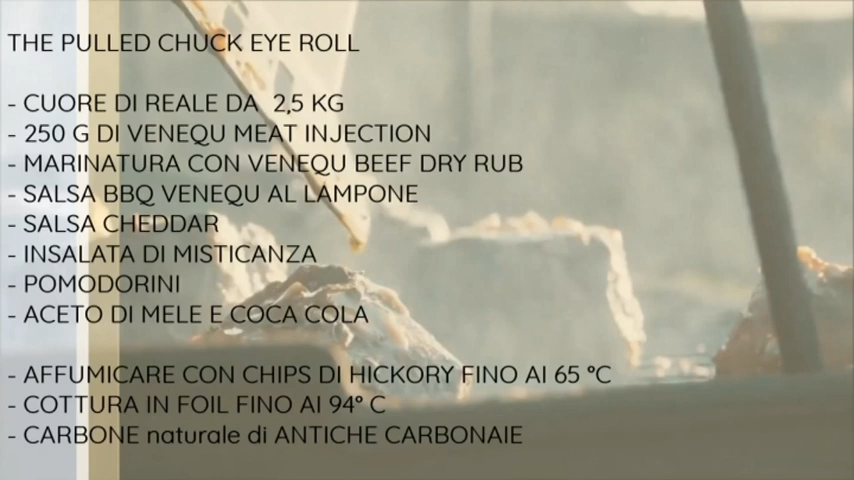 THE PULLED CHUCK EYE ROLL
- CUORE DI REALE DA 2,5 KG
- 250 G DI VENEQU MEAT INJECTION
- MARINATURA CON VENEQU BEEF DRY RUB
- SALSA BBQ VENEQU AL LAMPONE
- SALSA CHEDDAR
- INSALATA DI MISTICANZA
- POMODORINI
- ACETO DI MELE E COCA COLA
- AFFUMICARE CON CHIPS DI HICKORY FINO AI 65 °C
- COTTURA IN FOIL FINO AI 94° C
- CARBONE naturale di ANTICHE CARBONAIE